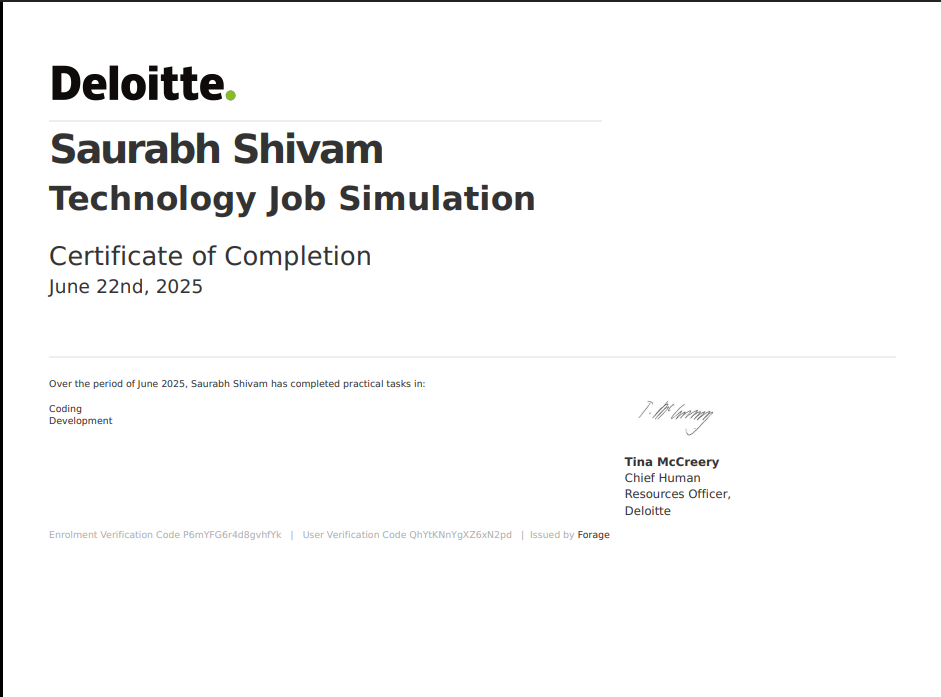 Deloitte.
Saurabh Shivam
Technology Job Simulation
Certificate of Completion
June 22nd, 2025
Over the period of June 2025, Saurabh Shivam has completed practical tasks in:
Coding
Development
T. McCreery
Tina McCreery
Chief Human
Resources Officer,
Deloitte
Enrolment Verification Code P6mYFG6r4d8gvhfYk | User Verification Code QhYtKNnYgXZ6xN2pd | Issued by Forage